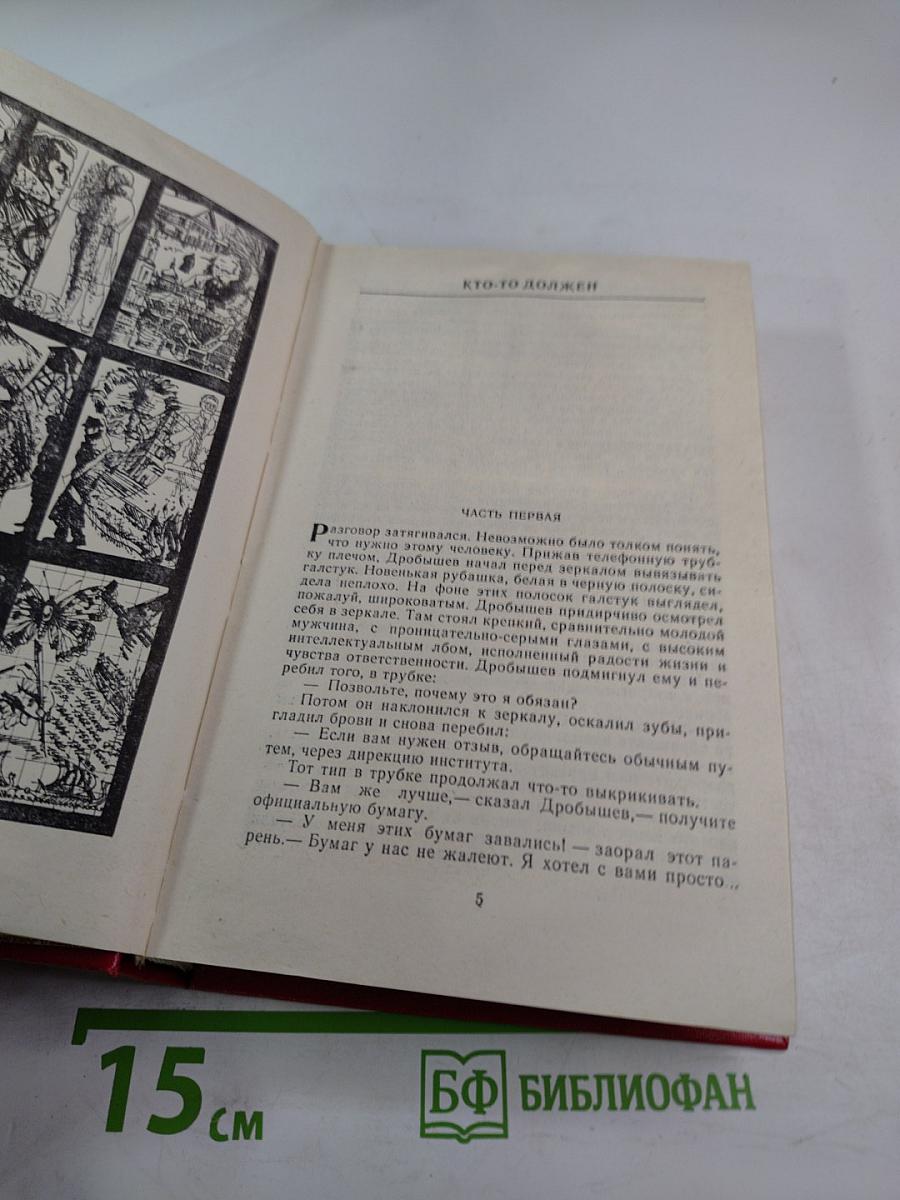 КТО-ТО ДОЛЖЕН
ЧАСТЬ ПЕРВАЯ
Разговор затягивался. Невозможно было толком понять,
что нужно этому человеку. Прижав телефонную труб-
ку плечом, Дробышев начал перед зеркалом вывязывать
галстук. Новенькая рубашка, белая в черную полоску, си-
дела неплохо. На фоне этих полосок галстук выглядел,
пожалуй, широковатым. Дробышев придирчиво осмотрел
себя в зеркале. Там стоял крепкий, сравнительно молодой
мужчина, с проницательно-серыми глазами, с высоким
интеллектуальным лбом, исполненный радости жизни и
чувства ответственности. Дробышев подмигнул ему и пе-
ребил того, в трубке:
— Позвольте, почему это я обязан?
Потом он наклонился к зеркалу, оскалил зубы, при-
гладил брови и снова перебил:
— Если вам нужен отзыв, обращайтесь обычным пу-
тем, через дирекцию института.
Тот тип в трубке продолжал что-то выкрикивать.
— Вам же лучше,— сказал Дробышев,— получите
официальную бумагу.
— У меня этих бумаг завались! — заорал этот па-
рень.— Бумаг у нас не жалеют. Я хотел с вами просто...
5
15 см
БФ БИБЛИОФАН